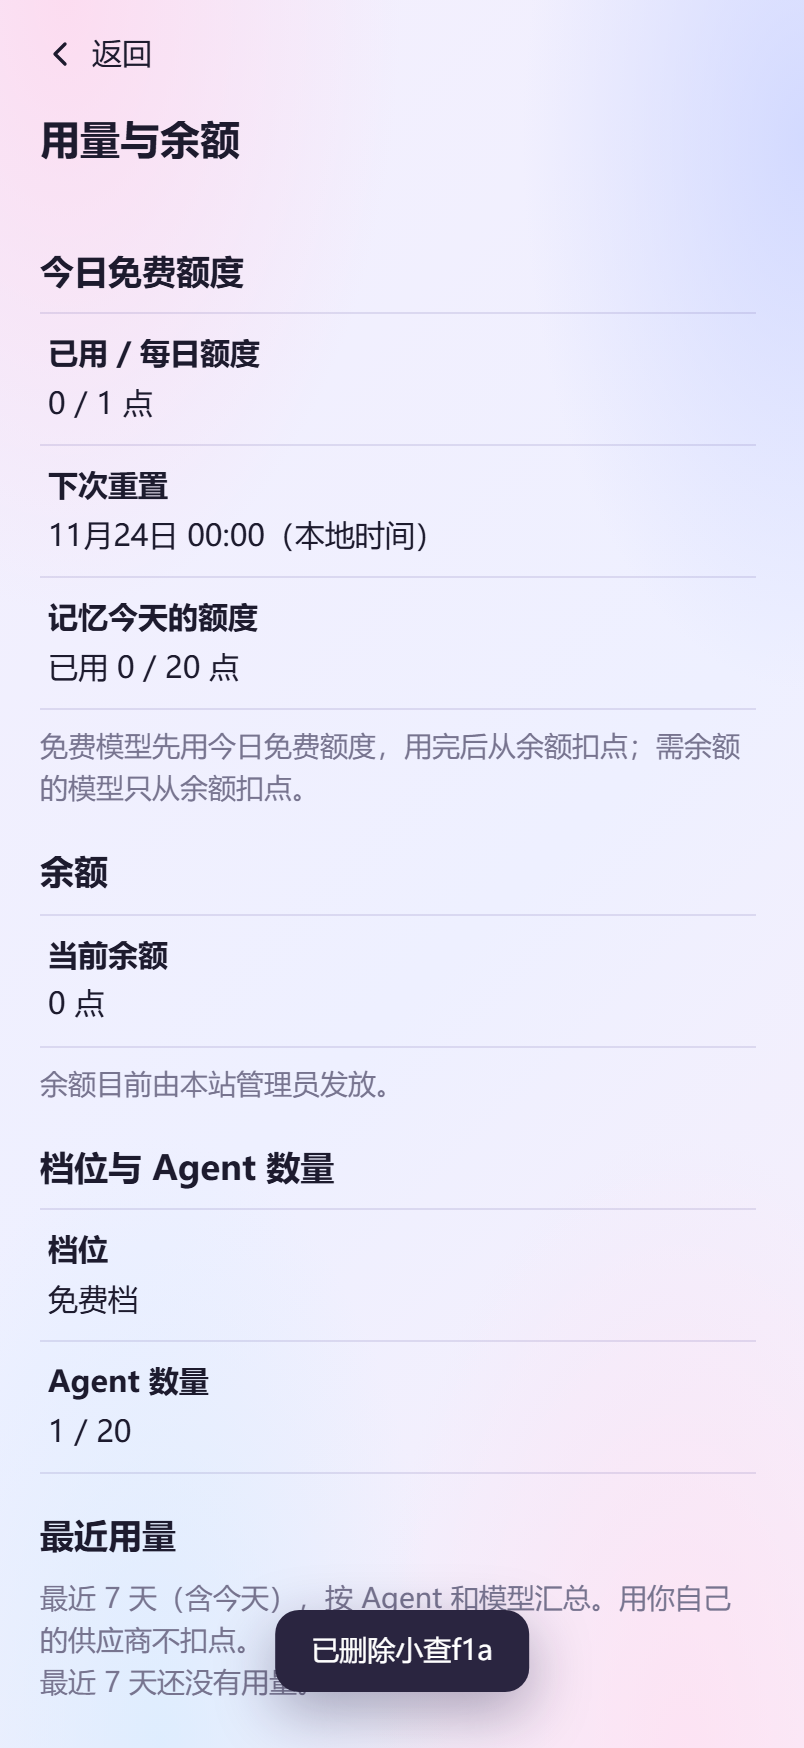 返回
用量与余额
今日免费额度
已用 / 每日额度
0 / 1 点
下次重置
11月24日 00:00（本地时间）
记忆今天的额度
已用 0 / 20 点
免费模型先用今日免费额度，用完后从余额扣点；需余额
的模型只从余额扣点。
余额
当前余额
0 点
余额目前由本站管理员发放。
档位与 Agent 数量
档位
免费档
Agent 数量
1 / 20
最近用量
最近 7 天（含今天），按 Agent 和模型汇总。用你自己
的供应商不扣点。
已删除小查f1a
最近 7 天还没有用量。